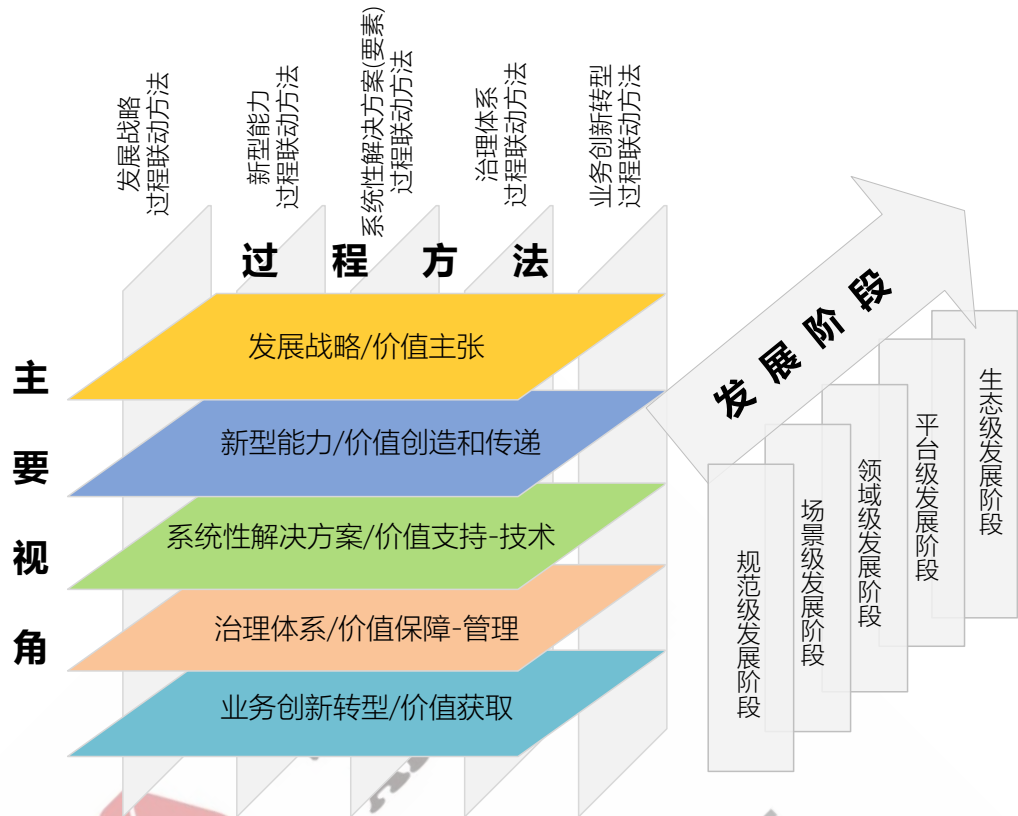 发展战略
过程联动方法
新型能力
过程联动方法
系统性解决方案(要素)
过程联动方法
治理体系
过程联动方法
业务创新转型
过程联动方法
过程方法
主要视角
发展战略/价值主张
新型能力/价值创造和传递
系统性解决方案/价值支持-技术
治理体系/价值保障-管理
业务创新转型/价值获取
发展阶段
规范级发展阶段
场景级发展阶段
领域级发展阶段
平台级发展阶段
生态级发展阶段